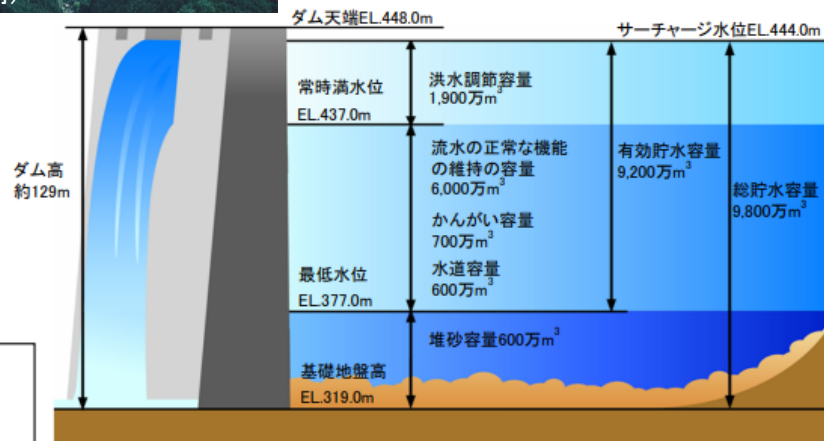 ダム天端EL.448.0m
サーチャージ水位EL.444.0m
常時満水位
EL.437.0m
洪水調節容量
1,900万m³
ダム高
約129m
流水の正常な機能
の維持の容量
6,000万m³
かんがい容量
700万m³
水道容量
600万m³
有効貯水容量
9,200万m³
総貯水容量
9,800万m³
最低水位
EL.377.0m
堆砂容量600万m³
基礎地盤高
EL.319.0m